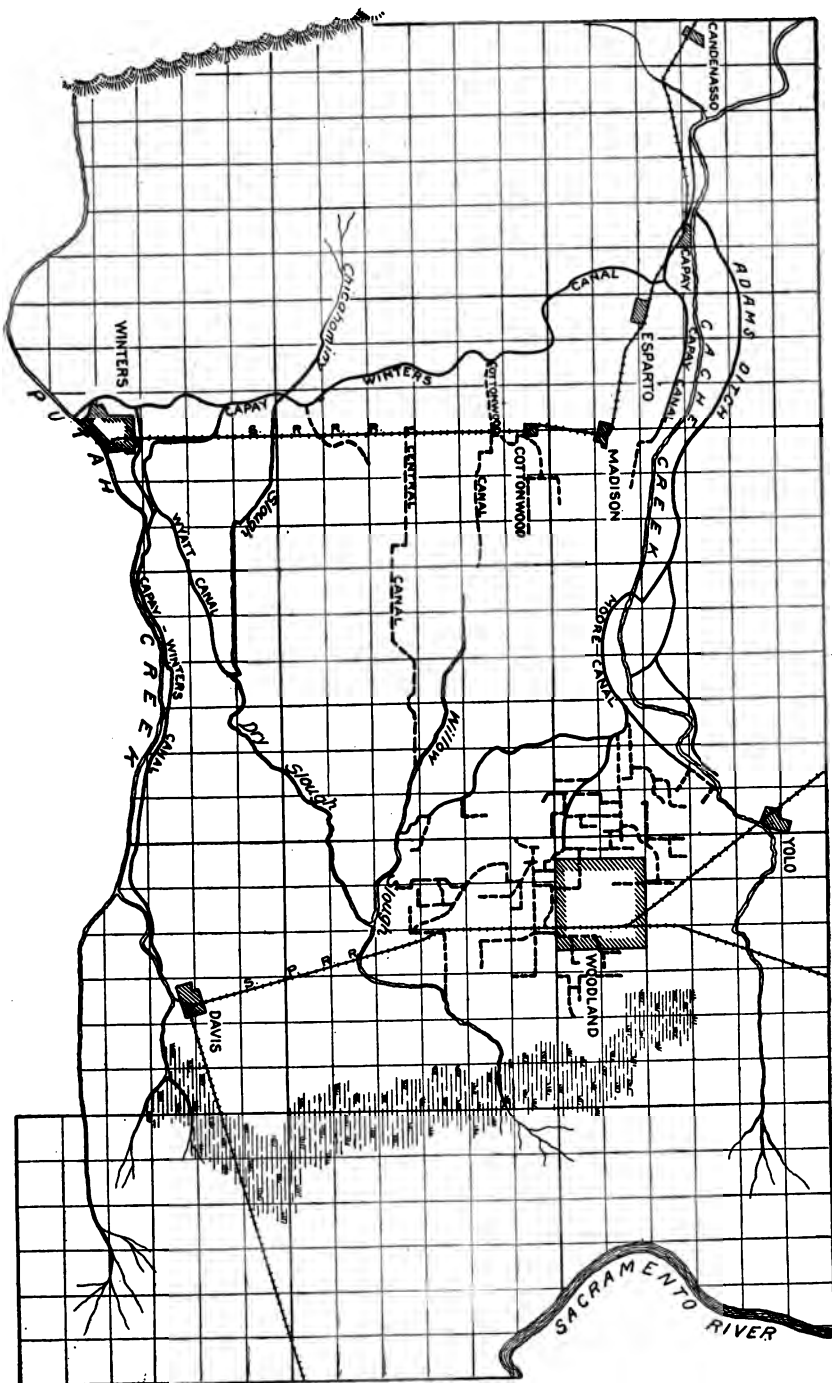 CANDENASSO
ADAMS DITCH
CAPAY
CACHE CREEK
CAPAY CANAL
ESPARTO
CANAL
WINTERS
CAPAY
MADISON
COTTONWOOD
COTTONWOOD
CANAL
CENTRAL
CANAL
S. R. R. R.
Chicahominy
Slough
WINTERS
PUTAH CREEK
WYATT CANAL
CAPAY - WINTERS CANAL
Dry Slough
Willow Slough
MOORE-CANAL
YOLO
WOODLAND
S. P. R. R.
DAVIS
SACRAMENTO RIVER